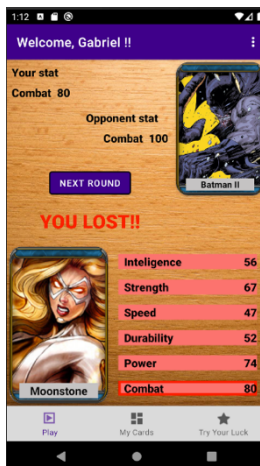 1:12
Welcome, Gabriel !!
Your stat
Combat 80
Opponent stat
Combat 100
Batman II
NEXT ROUND
YOU LOST!!
Moonstone
Inteligence 56
Strength 67
Speed 47
Durability 52
Power 74
Combat 80
Play
My Cards
Try Your Luck